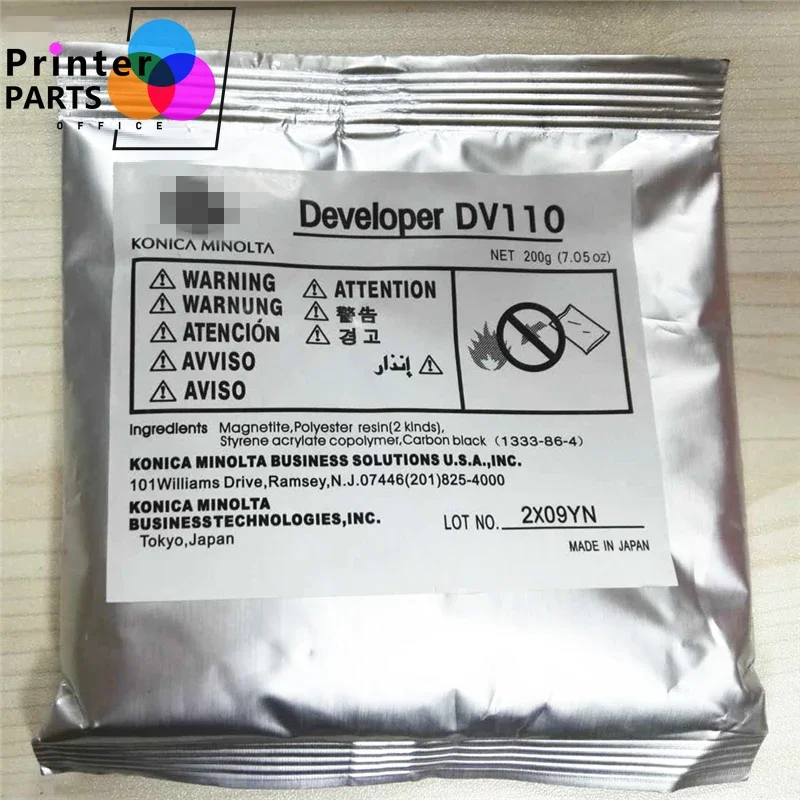 Printer
PARTS
OFFICE
KONICA MINOLTA
Developer DV110
NET 200g (7.05 oz)
WARNING
WARNUNG
ATENCIÓN
AVVISO
AVISO
ATTENTION
警告
경고
إنذار
Ingredients Magnetite,Polyester resin(2 kinds),
Styrene acrylate copolymer,Carbon black (1333-86-4)
KONICA MINOLTA BUSINESS SOLUTIONS U.S.A.,INC.
101Williams Drive,Ramsey,N.J.07446(201)825-4000
KONICA MINOLTA
BUSINESSTECHNOLOGIES,INC.
Tokyo,Japan
LOT NO. 2X09YN
MADE IN JAPAN